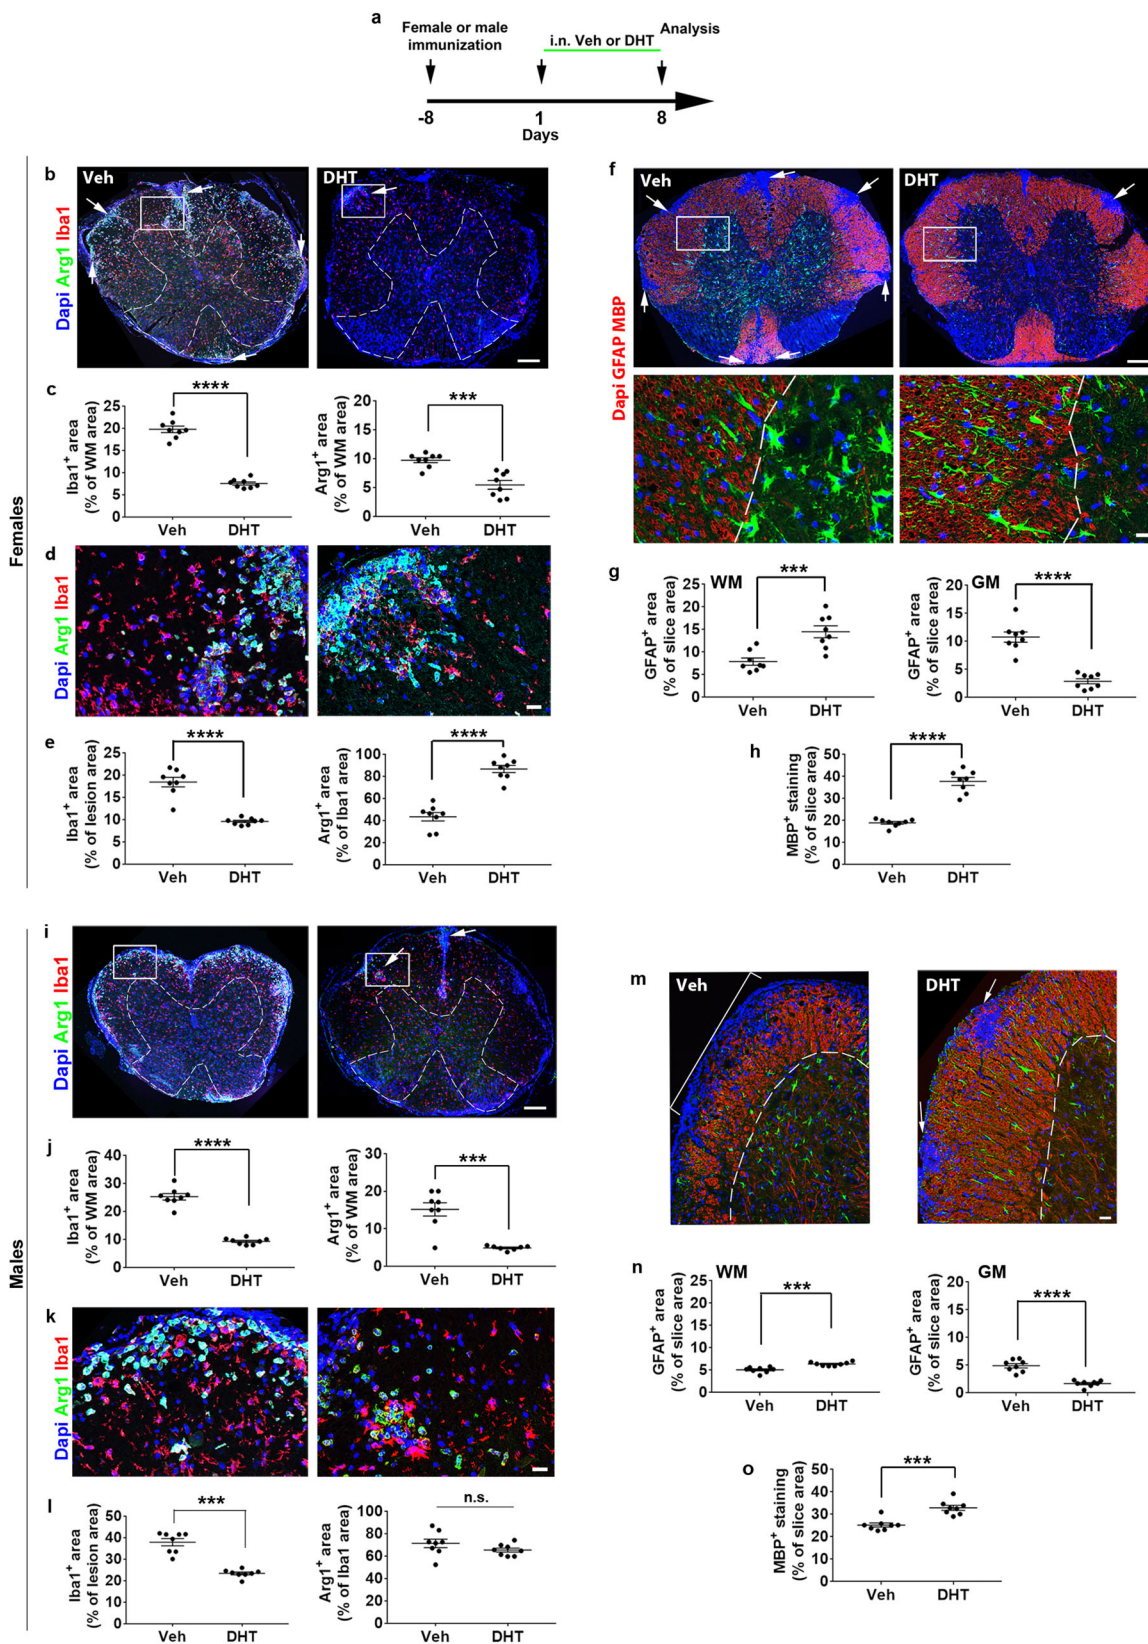 a
Female or male
immunization
i.n. Veh or DHT
Analysis
-8
1
8
Days
Females
b
Dapi Arg1 Iba1
Veh
DHT
c
Iba1+ area
(% of WM area)
25
20
15
10
5
0
****
Veh
DHT
Arg1+ area
(% of WM area)
20
15
10
5
0
***
Veh
DHT
d
Dapi Arg1 Iba1
e
Iba1+ area
(% of lesion area)
25
20
15
10
5
0
****
Veh
DHT
Arg1+ area
(% of Iba1 area)
100
80
60
40
20
0
****
Veh
DHT
f
Dapi GFAP MBP
Veh
DHT
g
WM
GFAP+ area
(% of slice area)
25
20
15
10
5
0
***
Veh
DHT
GM
GFAP+ area
(% of slice area)
20
15
10
5
0
****
Veh
DHT
h
MBP+ staining
(% of slice area)
50
40
30
20
10
0
****
Veh
DHT
Males
i
Dapi Arg1 Iba1
j
Iba1+ area
(% of WM area)
40
30
20
10
0
****
Veh
DHT
Arg1+ area
(% of WM area)
30
20
10
0
***
Veh
DHT
k
Dapi Arg1 Iba1
l
Iba1+ area
(% of lesion area)
50
40
30
20
10
0
***
Veh
DHT
Arg1+ area
(% of Iba1 area)
100
80
60
40
20
0
n.s.
Veh
DHT
m
Veh
DHT
n
WM
GFAP+ area
(% of slice area)
25
20
15
10
5
0
***
Veh
DHT
GM
GFAP+ area
(% of slice area)
20
15
10
5
0
****
Veh
DHT
o
MBP+ staining
(% of slice area)
50
40
30
20
10
0
***
Veh
DHT